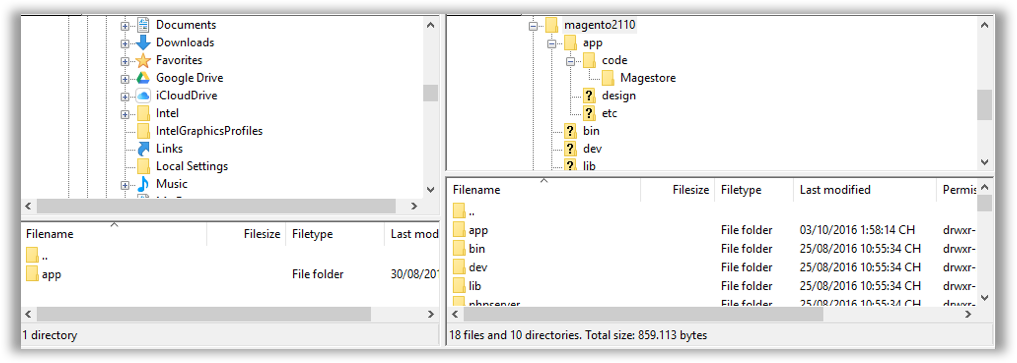 Documents
Downloads
Favorites
Google Drive
iCloudDrive
Intel
IntelGraphicsProfiles
Links
Local Settings
Music
Filename Filesize Filetype Last mod
..
app File folder 30/08/201
1 directory
magento2110
app
code
Magestore
design
etc
bin
dev
lib
Filename Filesize Filetype Last modified Permis
..
app File folder 03/10/2016 1:58:14 CH drwxr-
bin File folder 25/08/2016 10:55:34 CH drwxr-
dev File folder 25/08/2016 10:55:34 CH drwxr-
lib File folder 25/08/2016 10:55:34 CH drwxr-
phpserver File folder 25/08/2016 10:55:34 CH drwxr-
18 files and 10 directories. Total size: 859.113 bytes